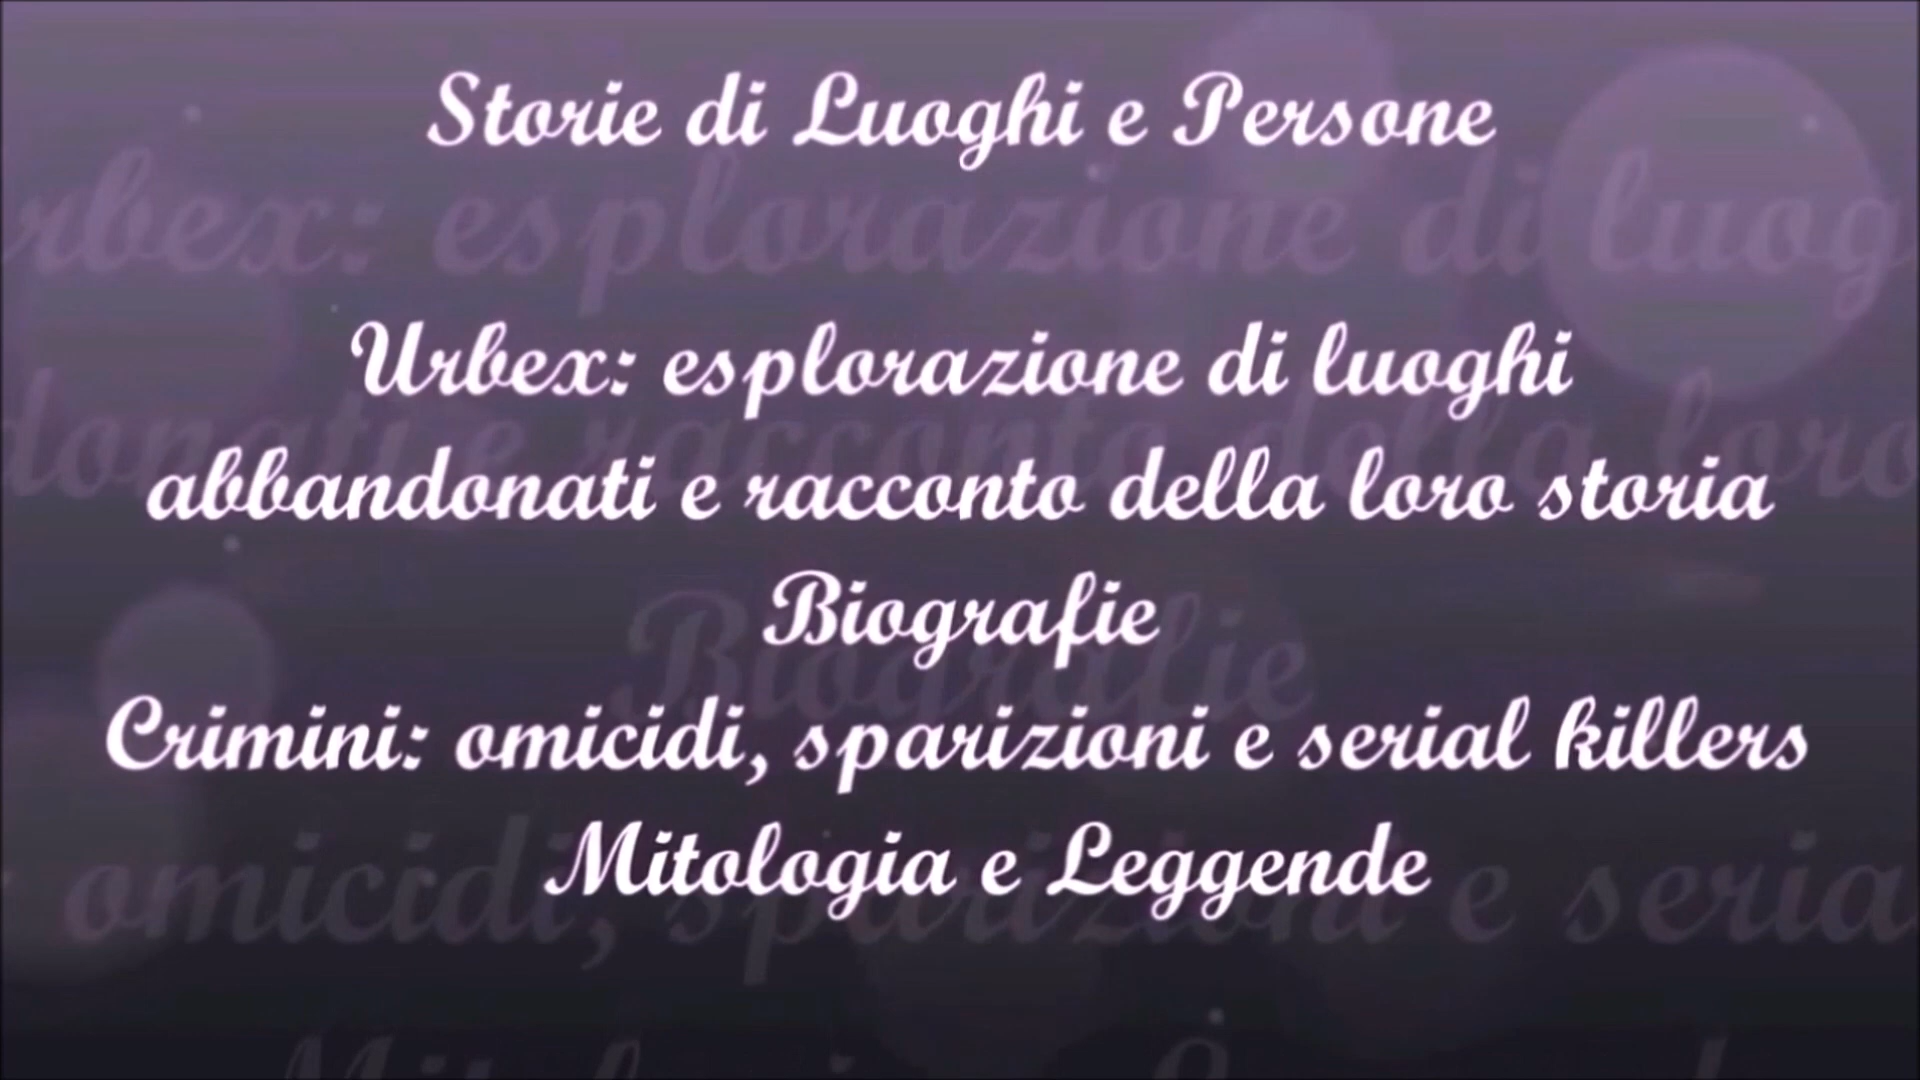 Storie di Luoghi e Persone
Urbex: esplorazione di luoghi
abbandonati e racconto della loro storia
Biografie
Crimini: omicidi, sparizioni e serial killers
Mitologia e Leggende